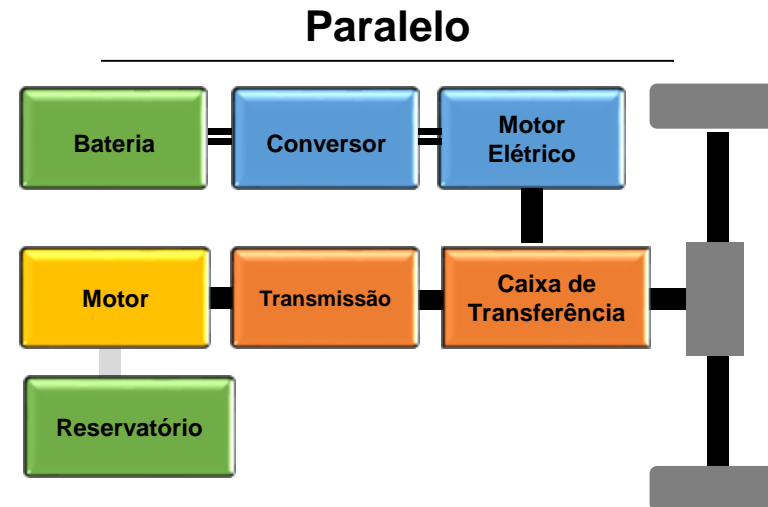 Paralelo
Bateria
Conversor
Motor
Elétrico
Motor
Transmissão
Caixa de
Transferência
Reservatório